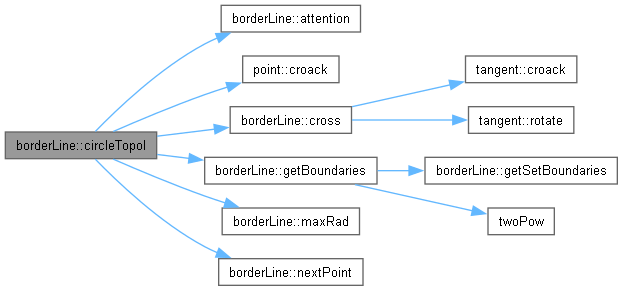 borderLine::attention
point::croack
tangent::croack
borderLine::cross
tangent::rotate
borderLine::circleTopol
borderLine::getBoundaries
borderLine::getSetBoundaries
borderLine::maxRad
twoPow
borderLine::nextPoint